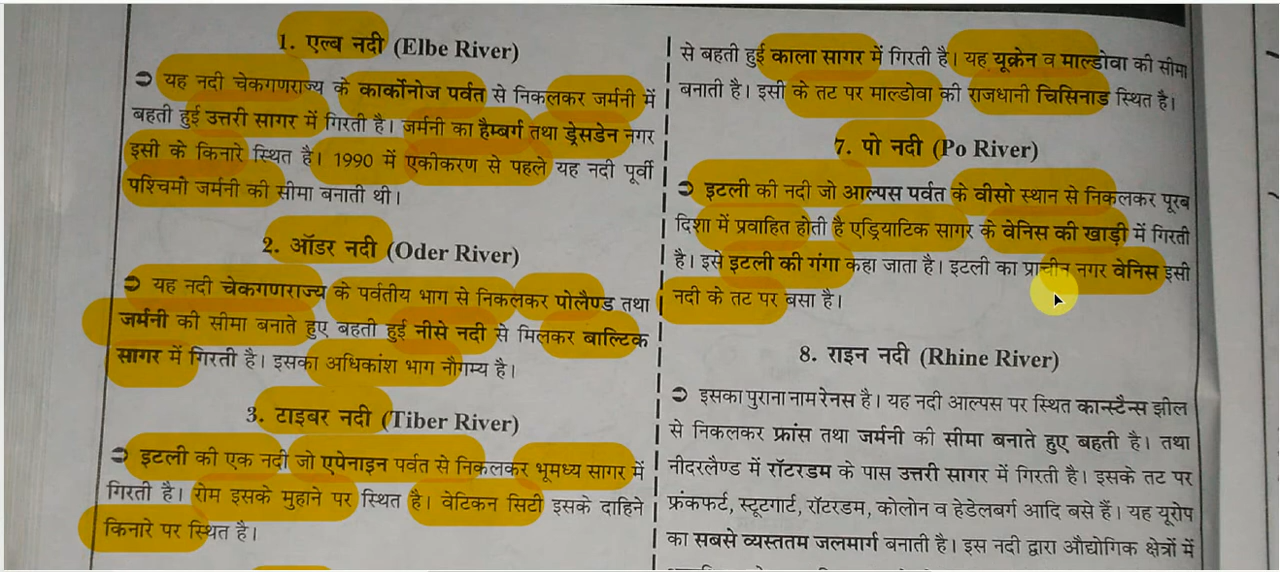 1. एल्ब नदी (Elbe River)
➲ यह नदी चेकगणराज्य के कार्कोनोज पर्वत से निकलकर जर्मनी में
बहती हुई उत्तरी सागर में गिरती है। जर्मनी का हैम्बर्ग तथा ड्रेसडेन नगर
इसी के किनारे स्थित है। 1990 में एकीकरण से पहले यह नदी पूर्वी
पश्चिमी जर्मनी की सीमा बनाती थी।
2. ऑडर नदी (Oder River)
➲ यह नदी चेकगणराज्य के पर्वतीय भाग से निकलकर पोलैण्ड तथा
जर्मनी की सीमा बनाते हुए बहती हुई नीसे नदी से मिलकर बाल्टिक
सागर में गिरती है। इसका अधिकांश भाग नौगम्य है।
3. टाइबर नदी (Tiber River)
➲ इटली की एक नदी जो एपेनाइन पर्वत से निकलकर भूमध्य सागर में
गिरती है। रोम इसके मुहाने पर स्थित है। वेटिकन सिटी इसके दाहिने
किनारे पर स्थित है।
से बहती हुई काला सागर में गिरती है। यह यूक्रेन व माल्डोवा की सीमा
बनाती है। इसी के तट पर माल्डोवा की राजधानी चिसिनाड स्थित है।
7. पो नदी (Po River)
➲ इटली की नदी जो आल्पस पर्वत के वीसो स्थान से निकलकर पूरब
दिशा में प्रवाहित होती है एड्रियाटिक सागर के वेनिस की खाड़ी में गिरती
है। इसे इटली की गंगा कहा जाता है। इटली का प्राचीन नगर वेनिस इसी
नदी के तट पर बसा है।
8. राइन नदी (Rhine River)
➲ इसका पुराना नाम रेनस है। यह नदी आल्पस पर स्थित कान्स्टैन्स झील
से निकलकर फ्रांस तथा जर्मनी की सीमा बनाते हुए बहती है। तथा
नीदरलैण्ड में रॉटरडम के पास उत्तरी सागर में गिरती है। इसके तट पर
फ्रंकफर्ट, स्टूटगार्ट, रॉटरडम, कोलोन व हेडेलबर्ग आदि बसे हैं। यह यूरोप
का सबसे व्यस्ततम जलमार्ग बनाती है। इस नदी द्वारा औद्योगिक क्षेत्रों में